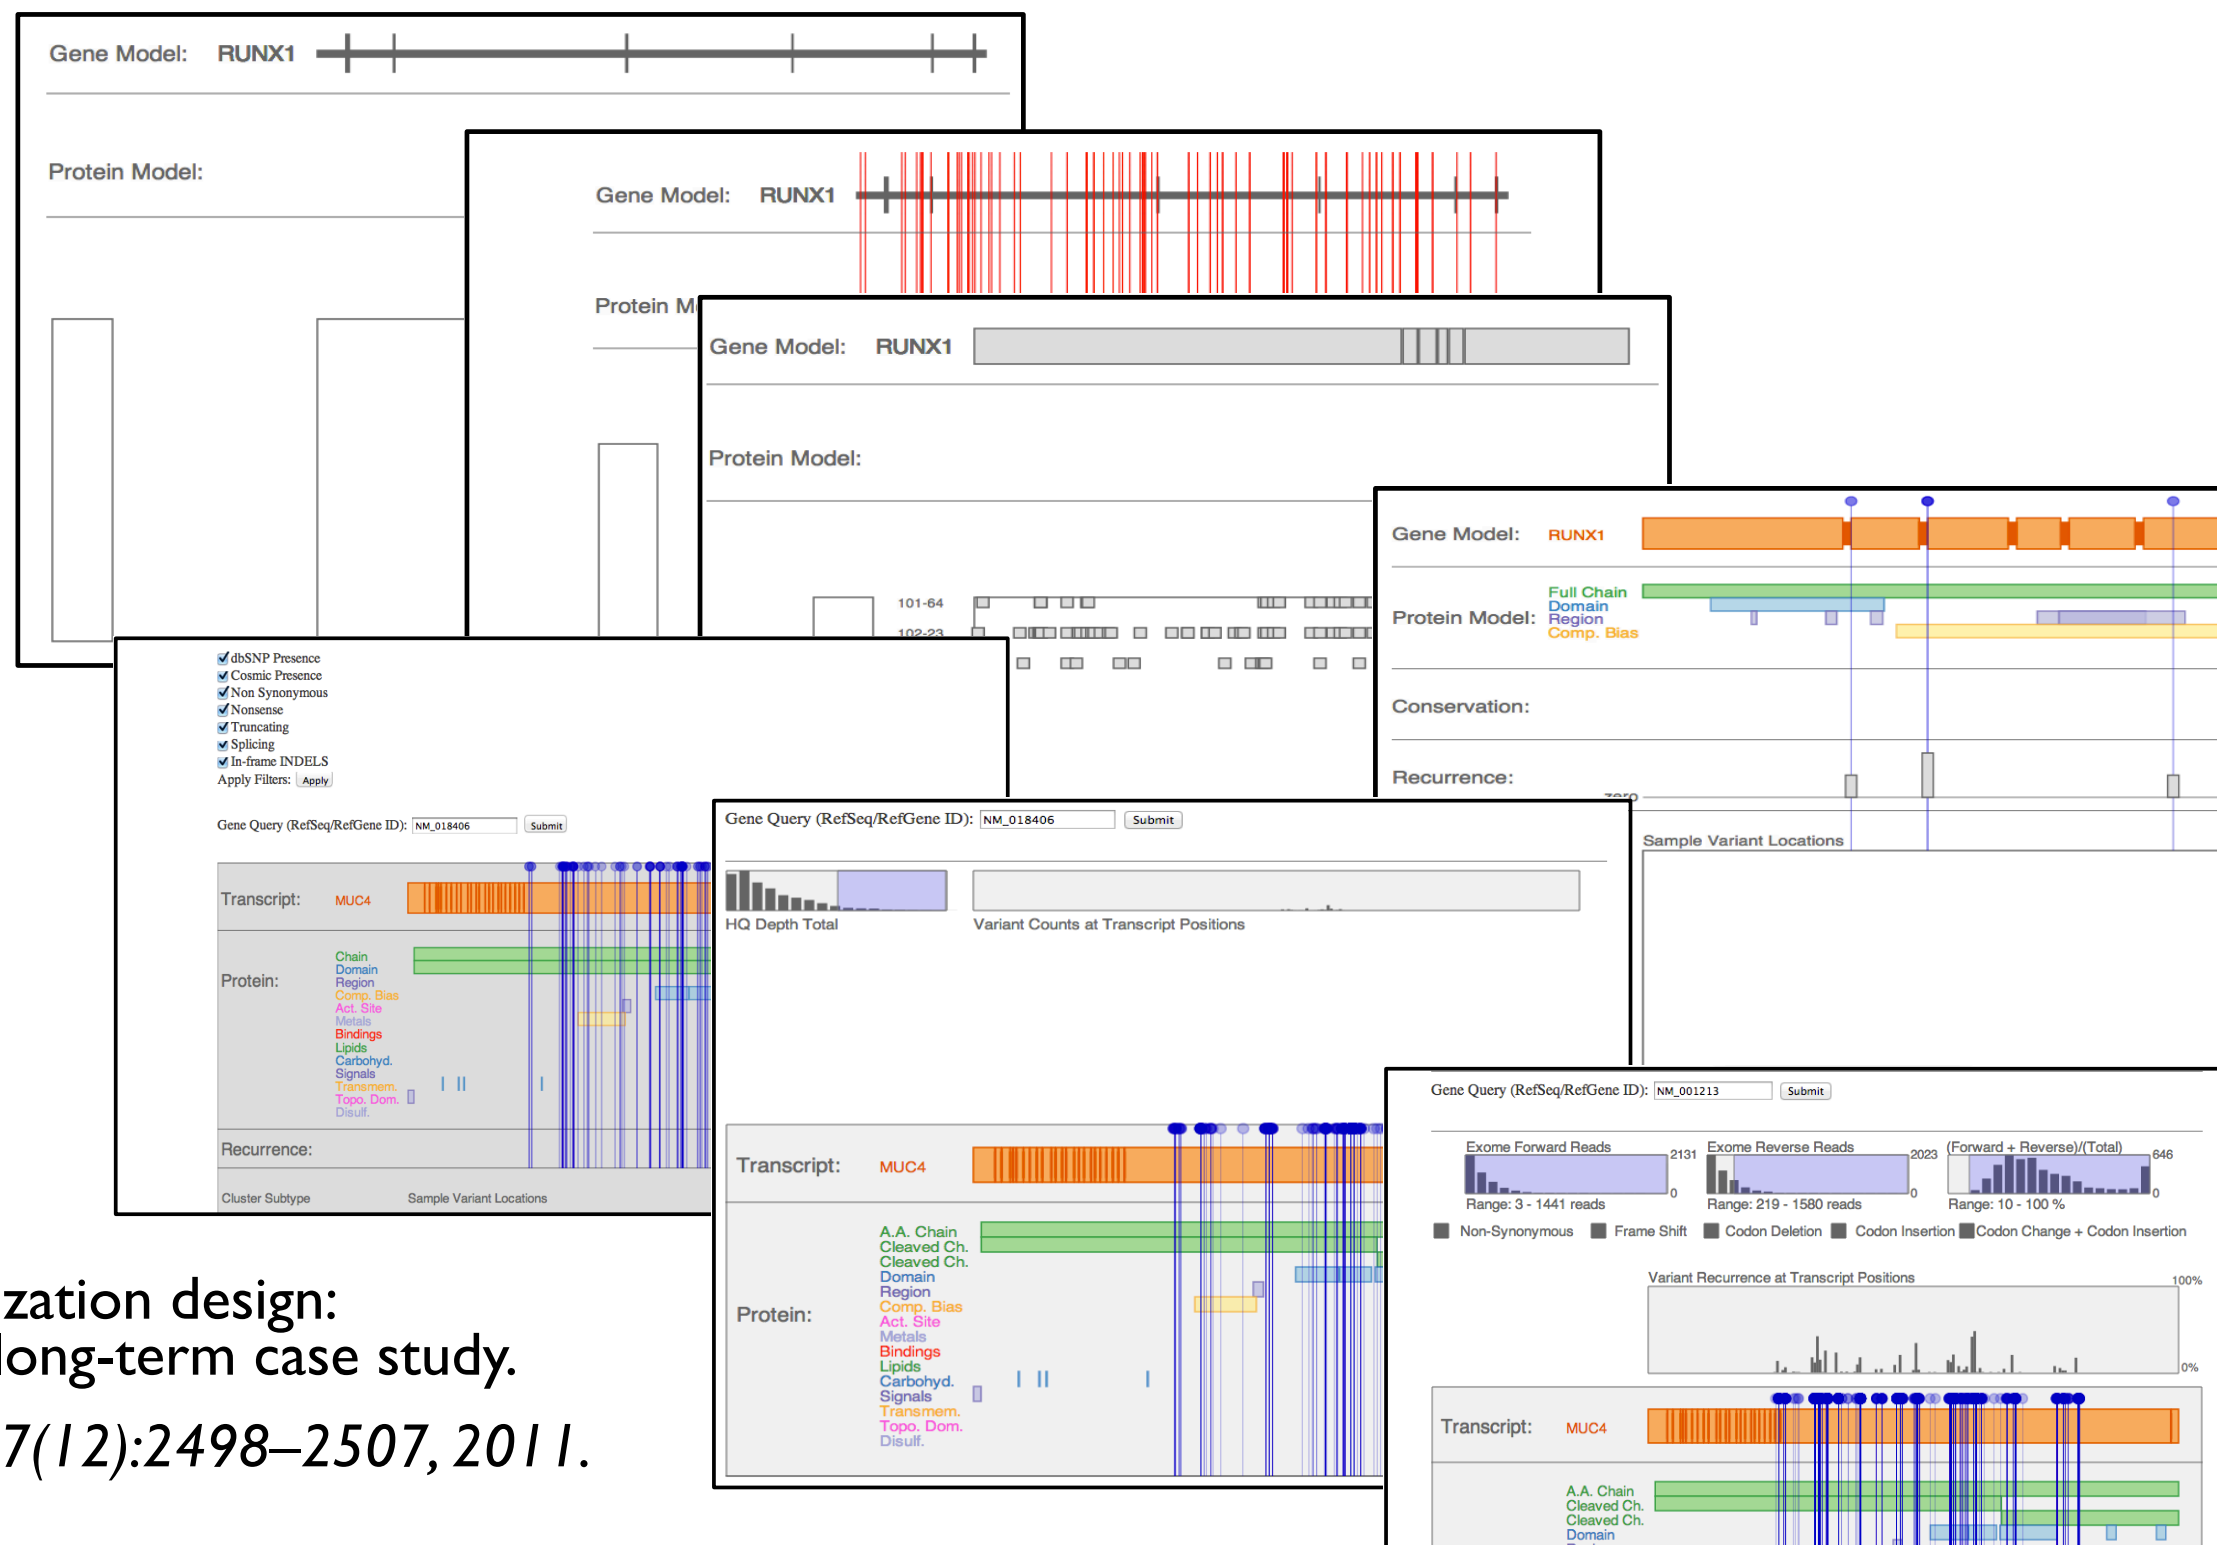 Gene Model: RUNX1
Protein Model:
Gene Model: RUNX1
Protein M
Gene Model: RUNX1
Protein Model:
101-64
102-23
Gene Model: RUNX1
Protein Model:
Full Chain
Domain
Region
Comp. Bias
Conservation:
Recurrence:
zero
Sample Variant Locations
dbSNP Presence
Cosmic Presence
Non Synonymous
Nonsense
Truncating
Splicing
In-frame INDELS
Apply Filters: Apply
Gene Query (RefSeq/RefGene ID): NM_018406 Submit
Transcript: MUC4
Protein:
Chain
Domain
Region
Comp. Bias
Act. Site
Metals
Bindings
Lipids
Carbohyd.
Signals
Transmem.
Topo. Dom.
Disulf.
Recurrence:
Cluster Subtype Sample Variant Locations
Gene Query (RefSeq/RefGene ID): NM_018406 Submit
HQ Depth Total Variant Counts at Transcript Positions
Transcript: MUC4
Protein:
A.A. Chain
Cleaved Ch.
Cleaved Ch.
Domain
Region
Comp. Bias
Act. Site
Metals
Bindings
Lipids
Carbohyd.
Signals
Transmem.
Topo. Dom.
Disulf.
Gene Query (RefSeq/RefGene ID): NM_001213 Submit
Exome Forward Reads 2131 Exome Reverse Reads 2023 (Forward + Reverse)/(Total) 646
0 0 0
Range: 3 - 1441 reads Range: 219 - 1580 reads Range: 10 - 100 %
Non-Synonymous Frame Shift Codon Deletion Codon Insertion Codon Change + Codon Insertion
Variant Recurrence at Transcript Positions 100%
0%
Transcript: MUC4
A.A. Chain
Cleaved Ch.
Cleaved Ch.
Domain
zation design:
long-term case study.
7(12):2498–2507, 2011.